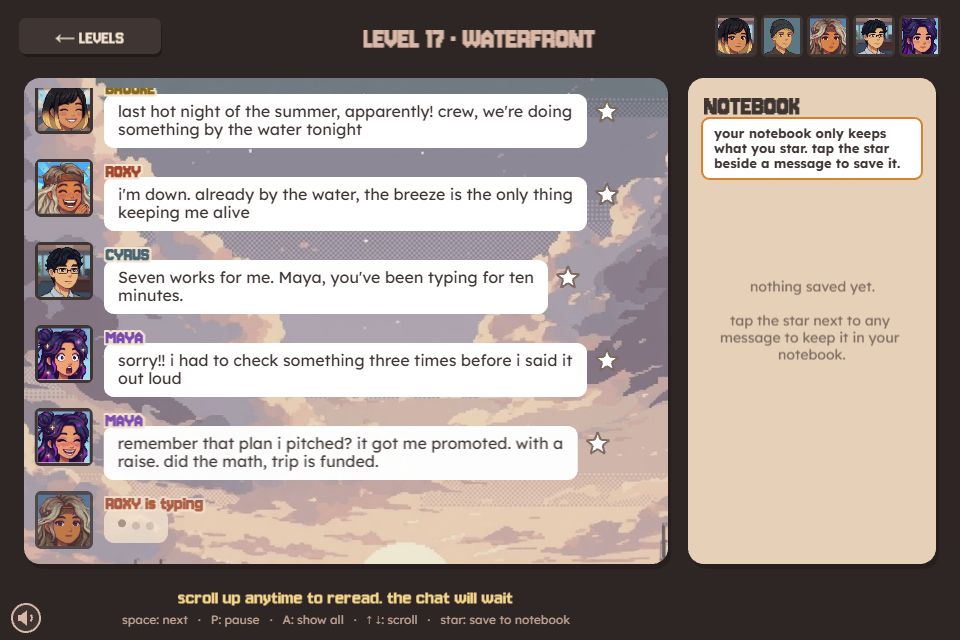 ← LEVELS
LEVEL 17 · WATERFRONT
BROOKE
last hot night of the summer, apparently! crew, we're doing
something by the water tonight
ROXY
i'm down. already by the water, the breeze is the only thing
keeping me alive
CYRUS
Seven works for me. Maya, you've been typing for ten
minutes.
MAYA
sorry!! i had to check something three times before i said it
out loud
MAYA
remember that plan i pitched? it got me promoted. with a
raise. did the math, trip is funded.
ROXY is typing
NOTEBOOK
your notebook only keeps
what you star. tap the star
beside a message to save it.
nothing saved yet.
tap the star next to any
message to keep it in your
notebook.
scroll up anytime to reread. the chat will wait
space: next · P: pause · A: show all · ↑↓: scroll · star: save to notebook